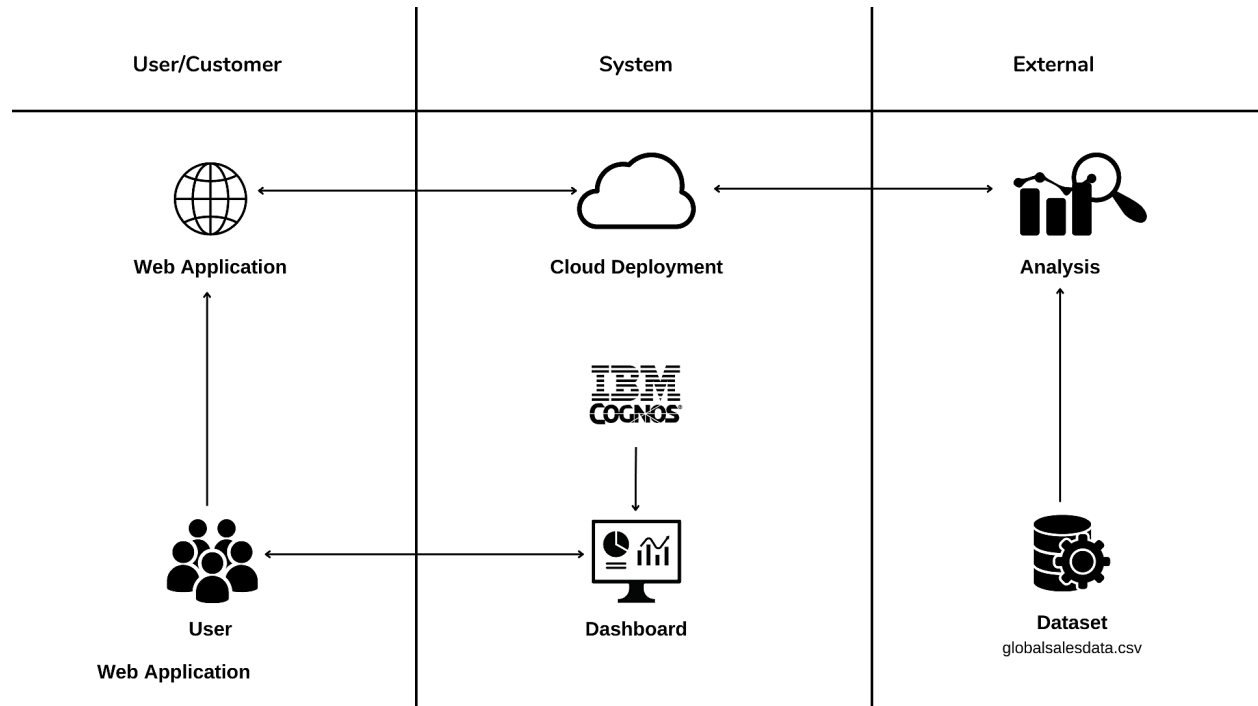 User/Customer
System
External
Web Application
Cloud Deployment
Analysis
IBM
COGNOS®
User
Dashboard
Dataset
globalsalesdata.csv
Web Application